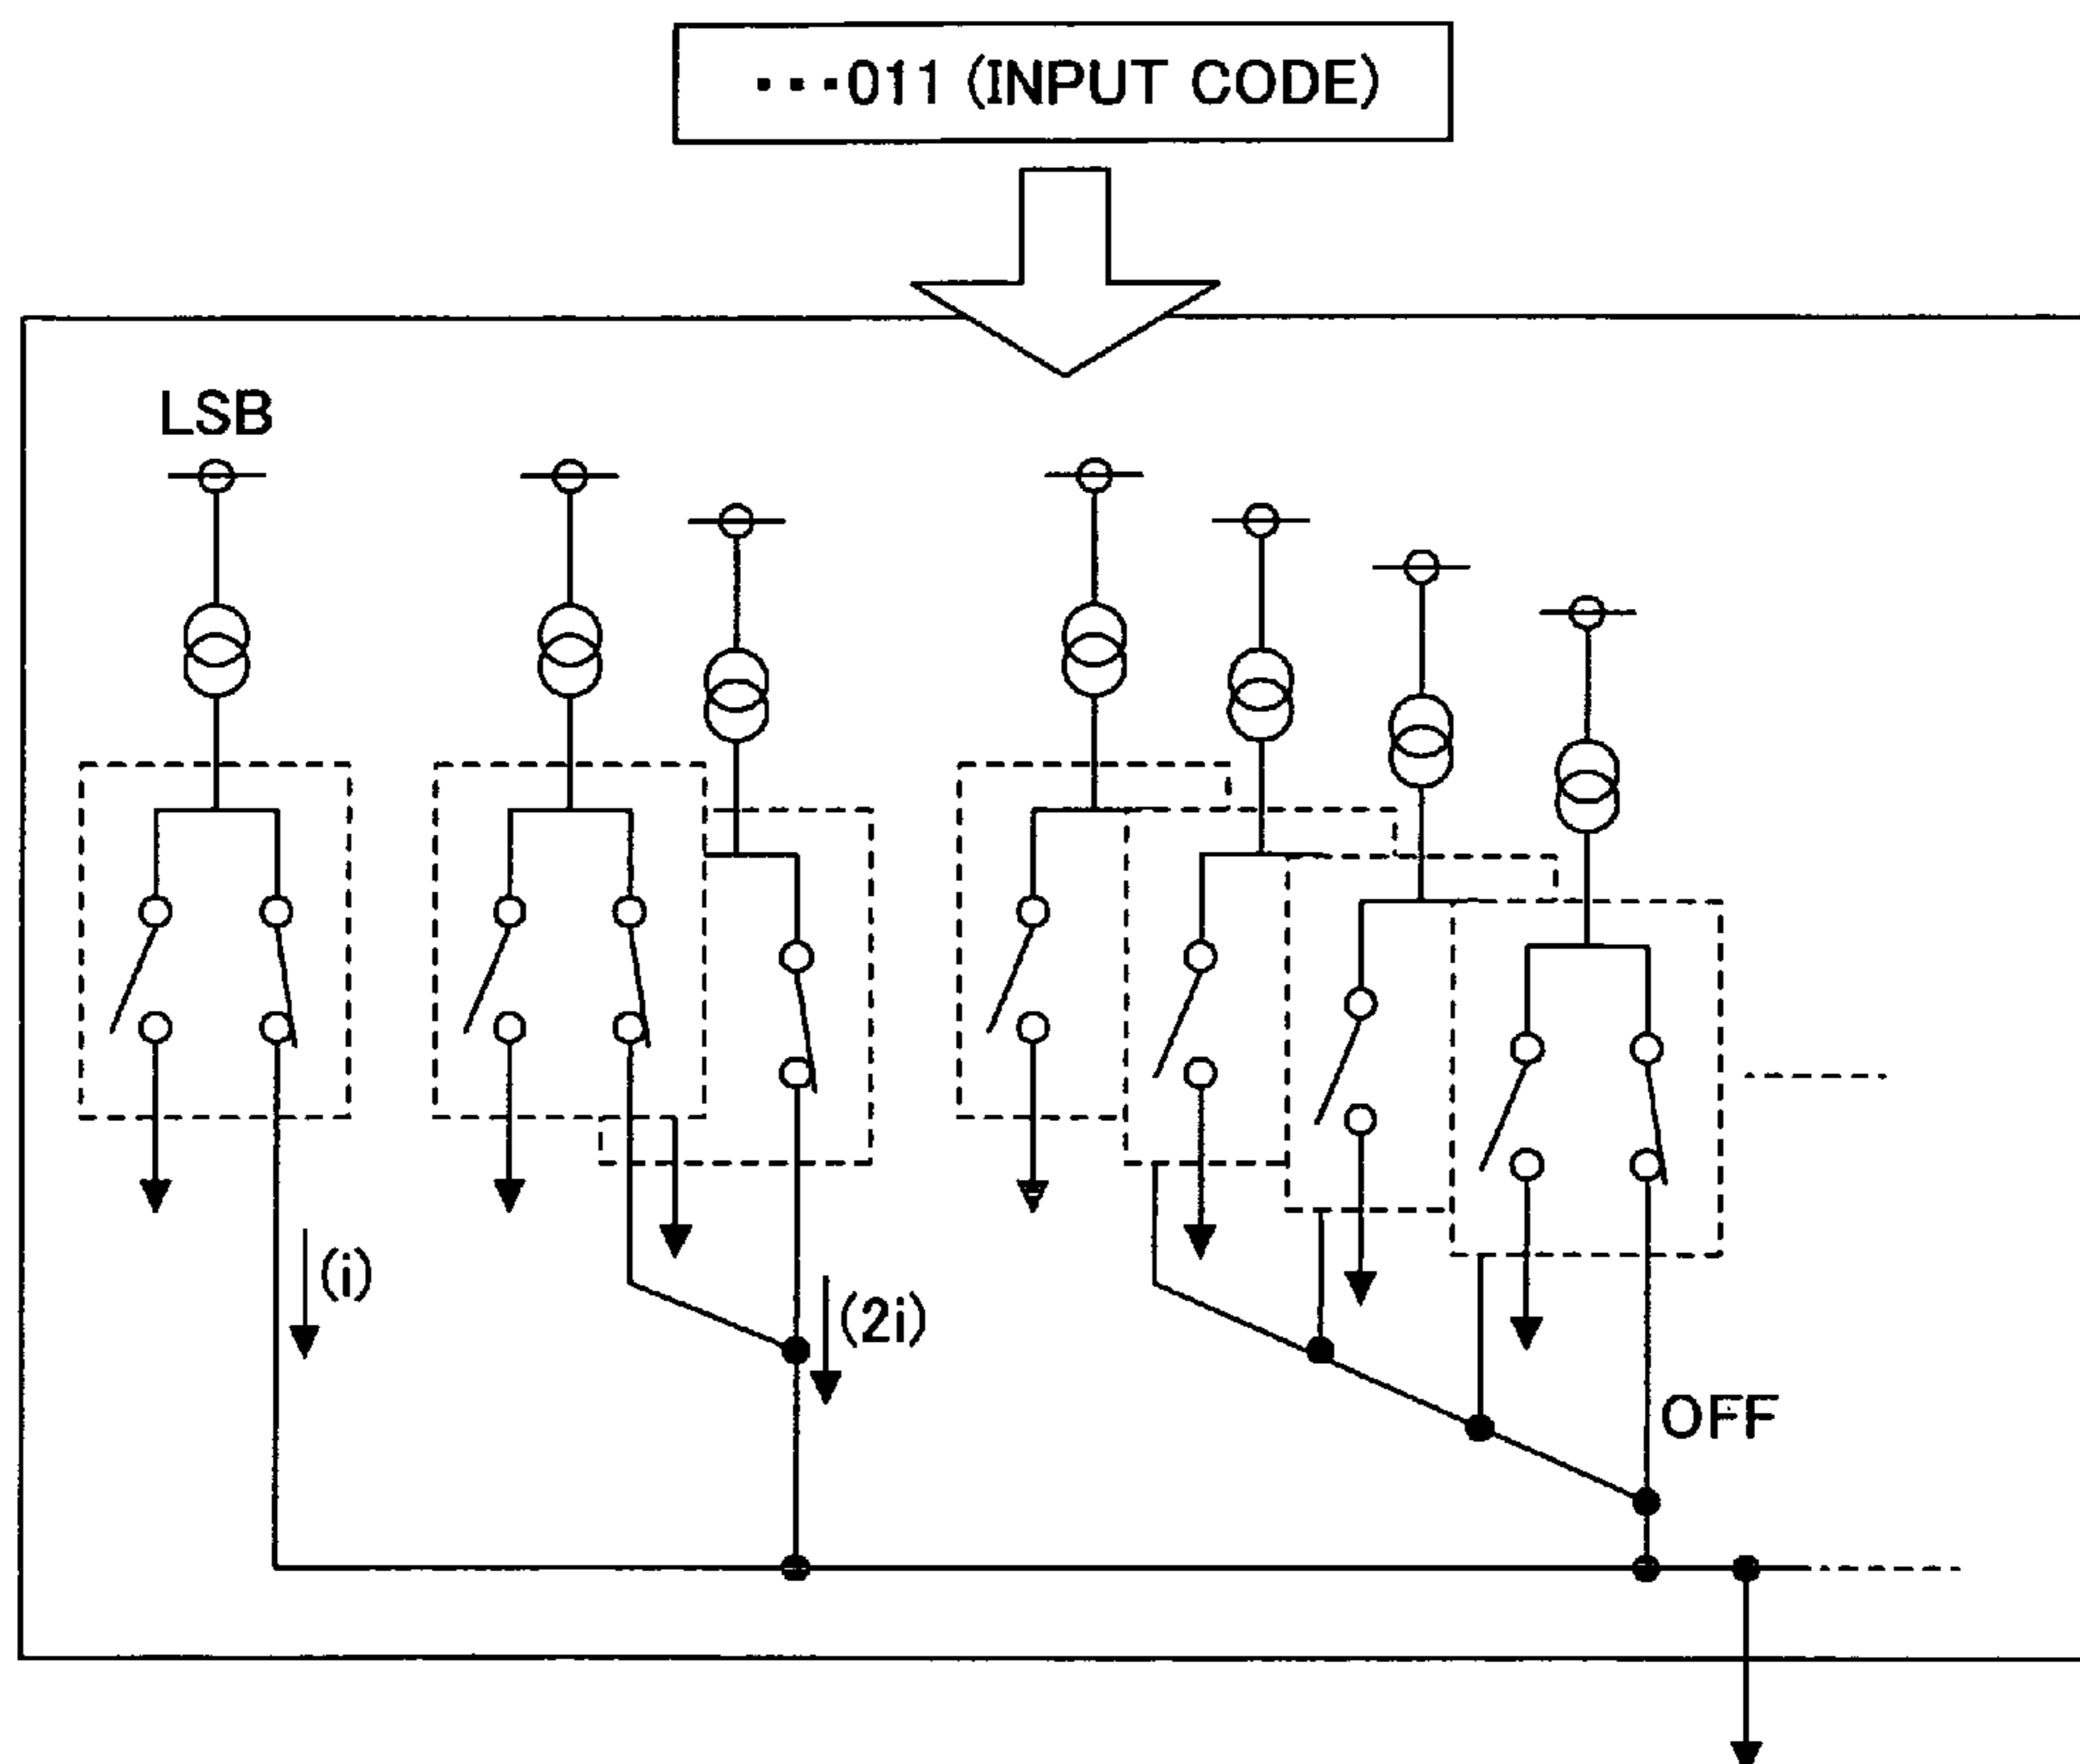 ···011 (INPUT CODE)
LSB
(i)
(2i)
OFF